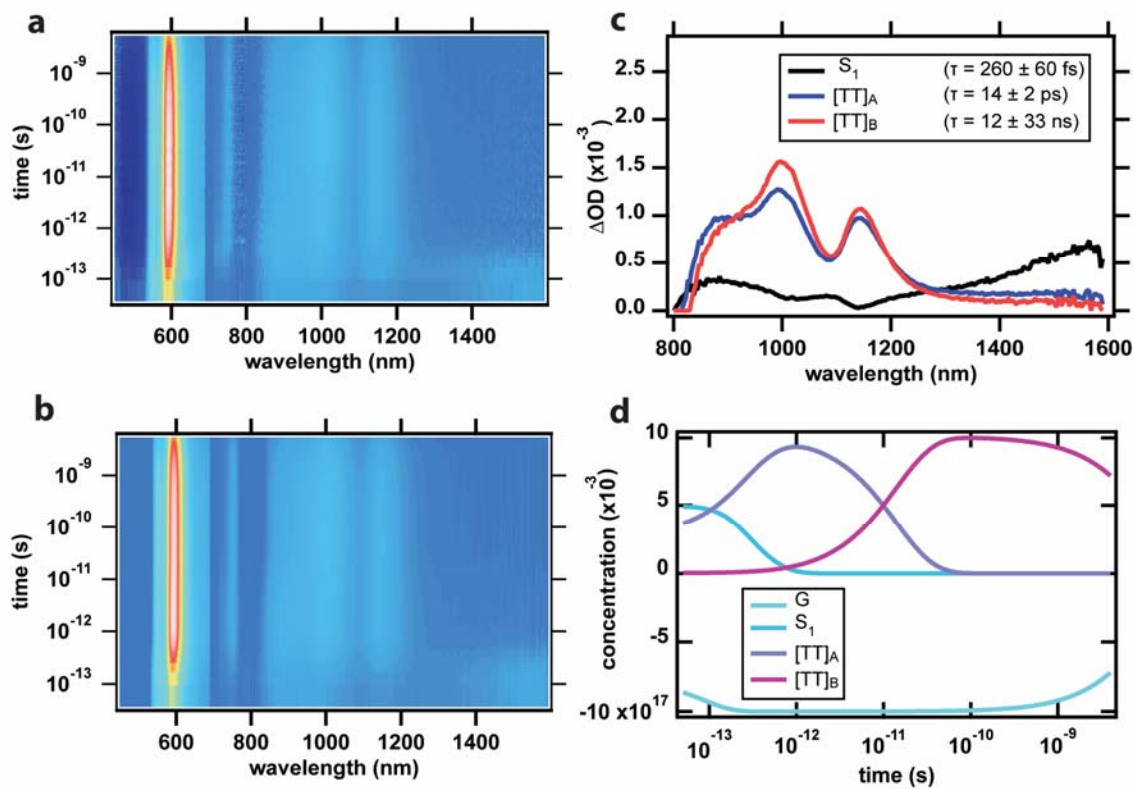 a
time (s)
10⁻⁹
10⁻¹⁰
10⁻¹¹
10⁻¹²
10⁻¹³
600 800 1000 1200 1400
wavelength (nm)
b
time (s)
10⁻⁹
10⁻¹⁰
10⁻¹¹
10⁻¹²
10⁻¹³
600 800 1000 1200 1400
wavelength (nm)
c
ΔOD (x10⁻³)
2.5
2.0
1.5
1.0
0.5
0.0
S₁ (τ = 260 ± 60 fs)
[TT]A (τ = 14 ± 2 ps)
[TT]B (τ = 12 ± 33 ns)
800 1000 1200 1400 1600
wavelength (nm)
d
concentration (x10⁻³)
10
5
0
-5
-10 x10¹⁷
G
S₁
[TT]A
[TT]B
10⁻¹³ 10⁻¹² 10⁻¹¹ 10⁻¹⁰ 10⁻⁹
time (s)